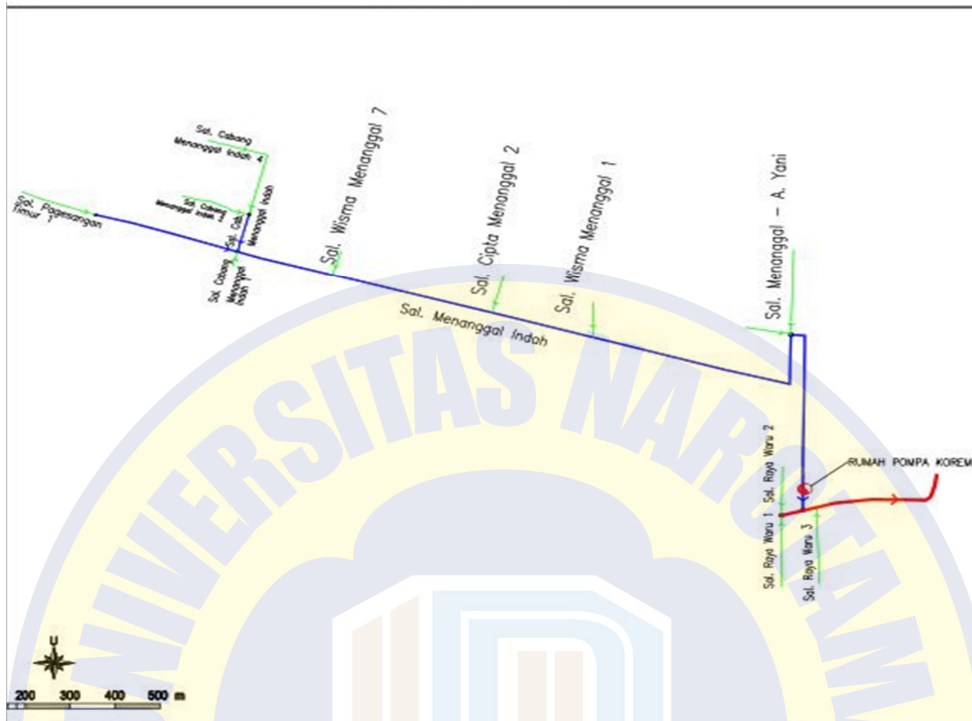 Sal. Cabang
Menanggal Indah 4
Sal. Pagesangan
Timur 1
Sal. Cabang
Menanggal Indah
Sal. Cab.
Menanggal Indah
Sal. Cabang
Menanggal
Indah 1
Sal. Wisma Menanggal 7
Sal. Cipta Menanggal 2
Sal. Wisma Menanggal 1
Sal. Menanggal – A. Yani
Sal. Menanggal Indah
Sal. Raya Waru 2
RUMAH POMPA KOREM
Sal. Raya Waru 1
Sal. Raya Waru 3
U
200 300 400 500 m
UNIVERSITAS NAROTAMA